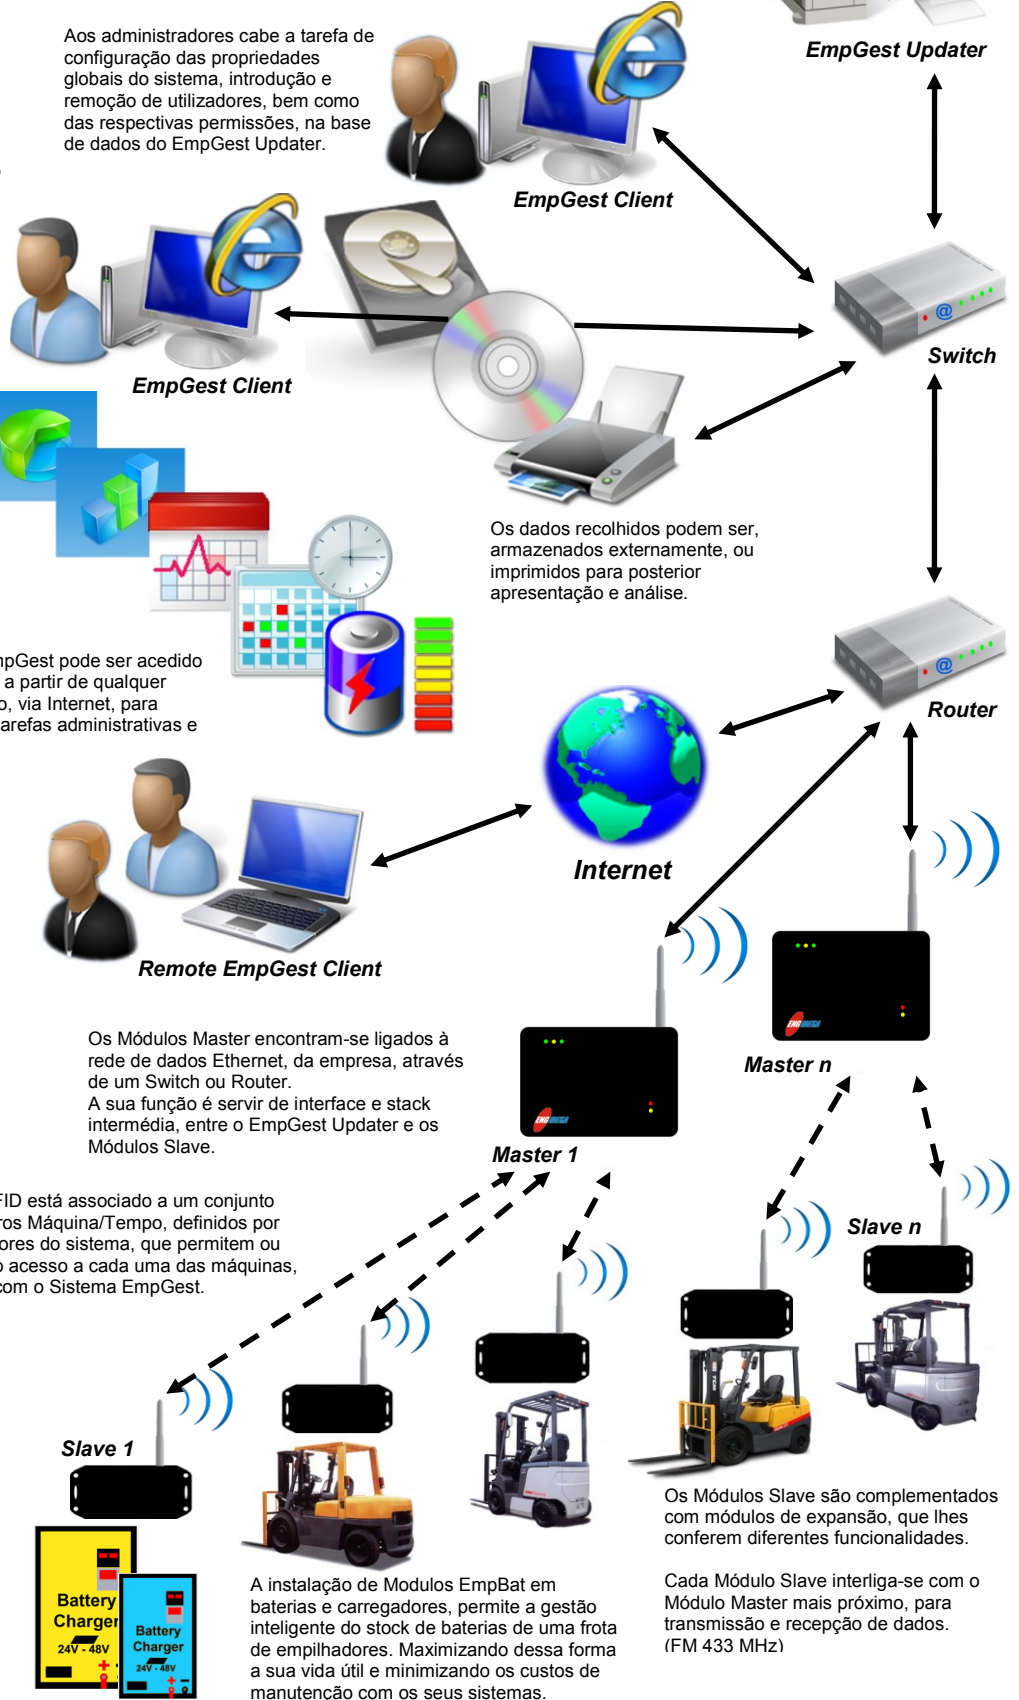 EmpGest Updater
Aos administradores cabe a tarefa de
configuração das propriedades
globais do sistema, introdução e
remoção de utilizadores, bem como
das respectivas permissões, na base
de dados do EmpGest Updater.
EmpGest Client
EmpGest Client
Switch
Os dados recolhidos podem ser,
armazenados externamente, ou
imprimidos para posterior
apresentação e análise.
mpGest pode ser acedido
a partir de qualquer
o, via Internet, para
tarefas administrativas e
Router
Internet
Remote EmpGest Client
Os Módulos Master encontram-se ligados à
rede de dados Ethernet, da empresa, através
de um Switch ou Router.
A sua função é servir de interface e stack
intermédia, entre o EmpGest Updater e os
Módulos Slave.
Master n
Master 1
FID está associado a um conjunto
ros Máquina/Tempo, definidos por
ores do sistema, que permitem ou
o acesso a cada uma das máquinas,
com o Sistema EmpGest.
Slave n
Slave 1
Battery
Charger
24V - 48V
Battery
Charger
24V - 48V
A instalação de Modulos EmpBat em
baterias e carregadores, permite a gestão
inteligente do stock de baterias de uma frota
de empilhadores. Maximizando dessa forma
a sua vida útil e minimizando os custos de
manutenção com os seus sistemas.
Os Módulos Slave são complementados
com módulos de expansão, que lhes
conferem diferentes funcionalidades.
Cada Módulo Slave interliga-se com o
Módulo Master mais próximo, para
transmissão e recepção de dados.
(FM 433 MHz)